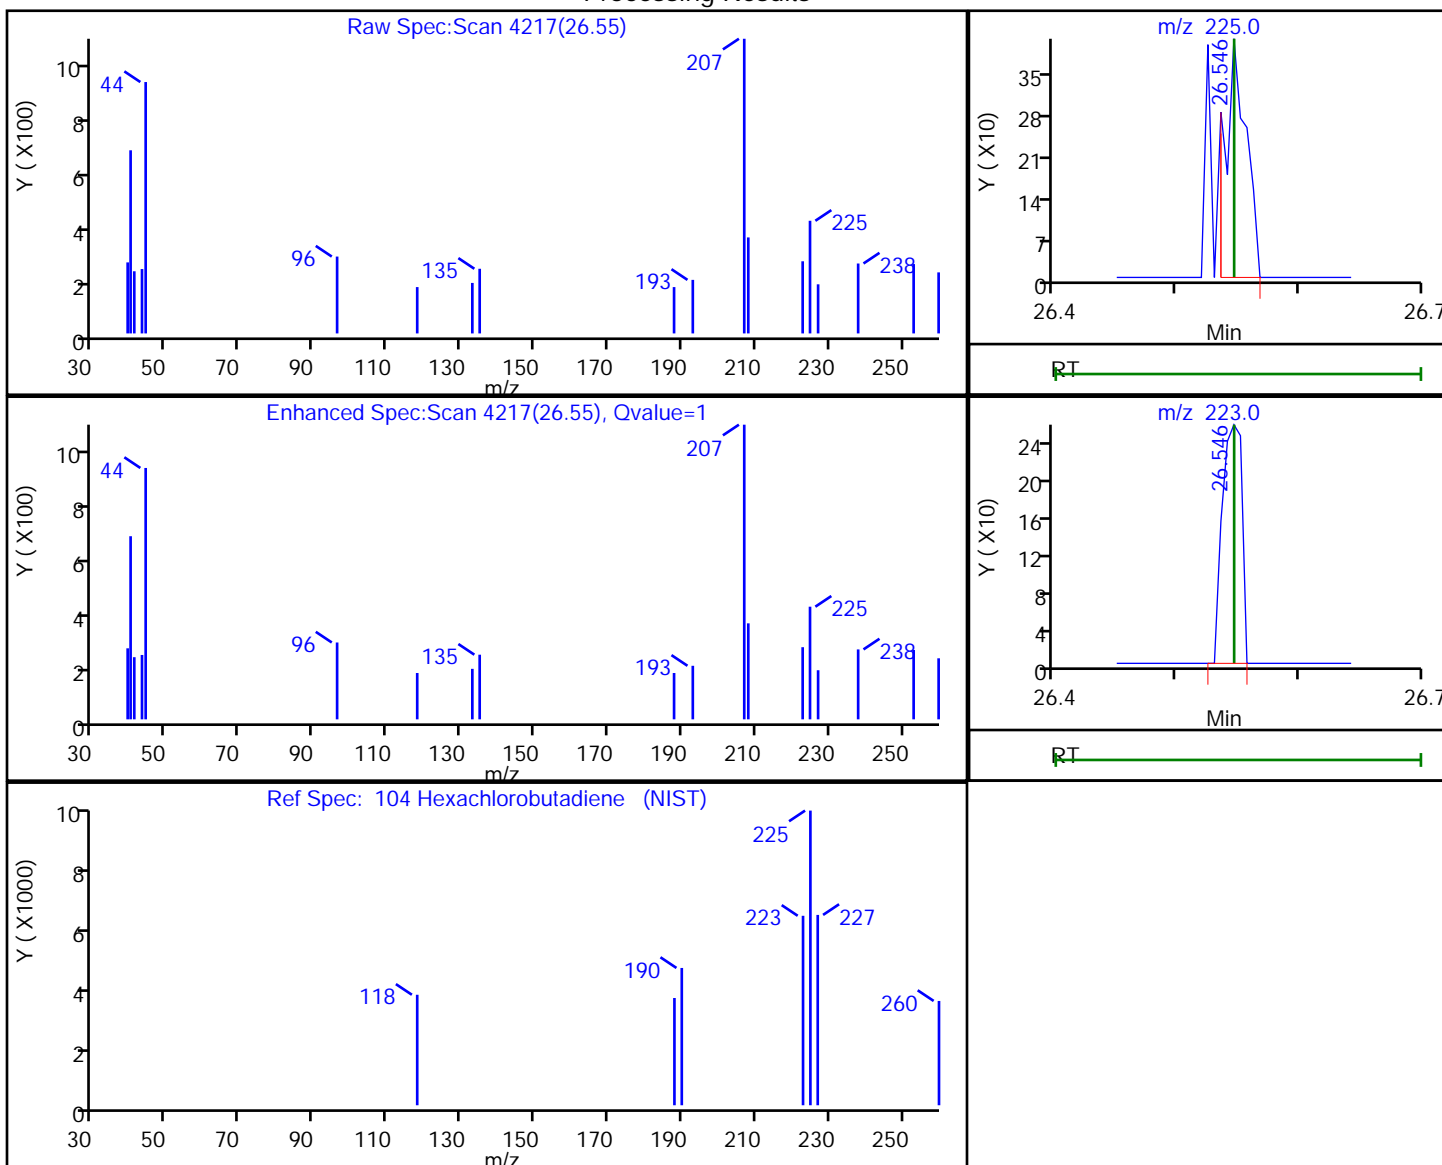 Processing Results
Raw Spec:Scan 4217(26.55)
Y ( X100)
10
8
6
4
2
0
44
96
135
193
207
225
238
30 50 70 90 110 130 150 170 190 210 230 250
m/z
m/z 225.0
Y ( X10)
35
28
21
14
7
0
26.546
26.4 26.7
Min
RT
Enhanced Spec:Scan 4217(26.55), Qvalue=1
Y ( X100)
10
8
6
4
2
0
44
96
135
193
207
225
238
30 50 70 90 110 130 150 170 190 210 230 250
m/z
m/z 223.0
Y ( X10)
24
20
16
12
8
4
0
26.546
26.4 26.7
Min
RT
Ref Spec: 104 Hexachlorobutadiene (NIST)
Y ( X1000)
10
8
6
4
2
0
118
190
223
225
227
260
30 50 70 90 110 130 150 170 190 210 230 250
m/z